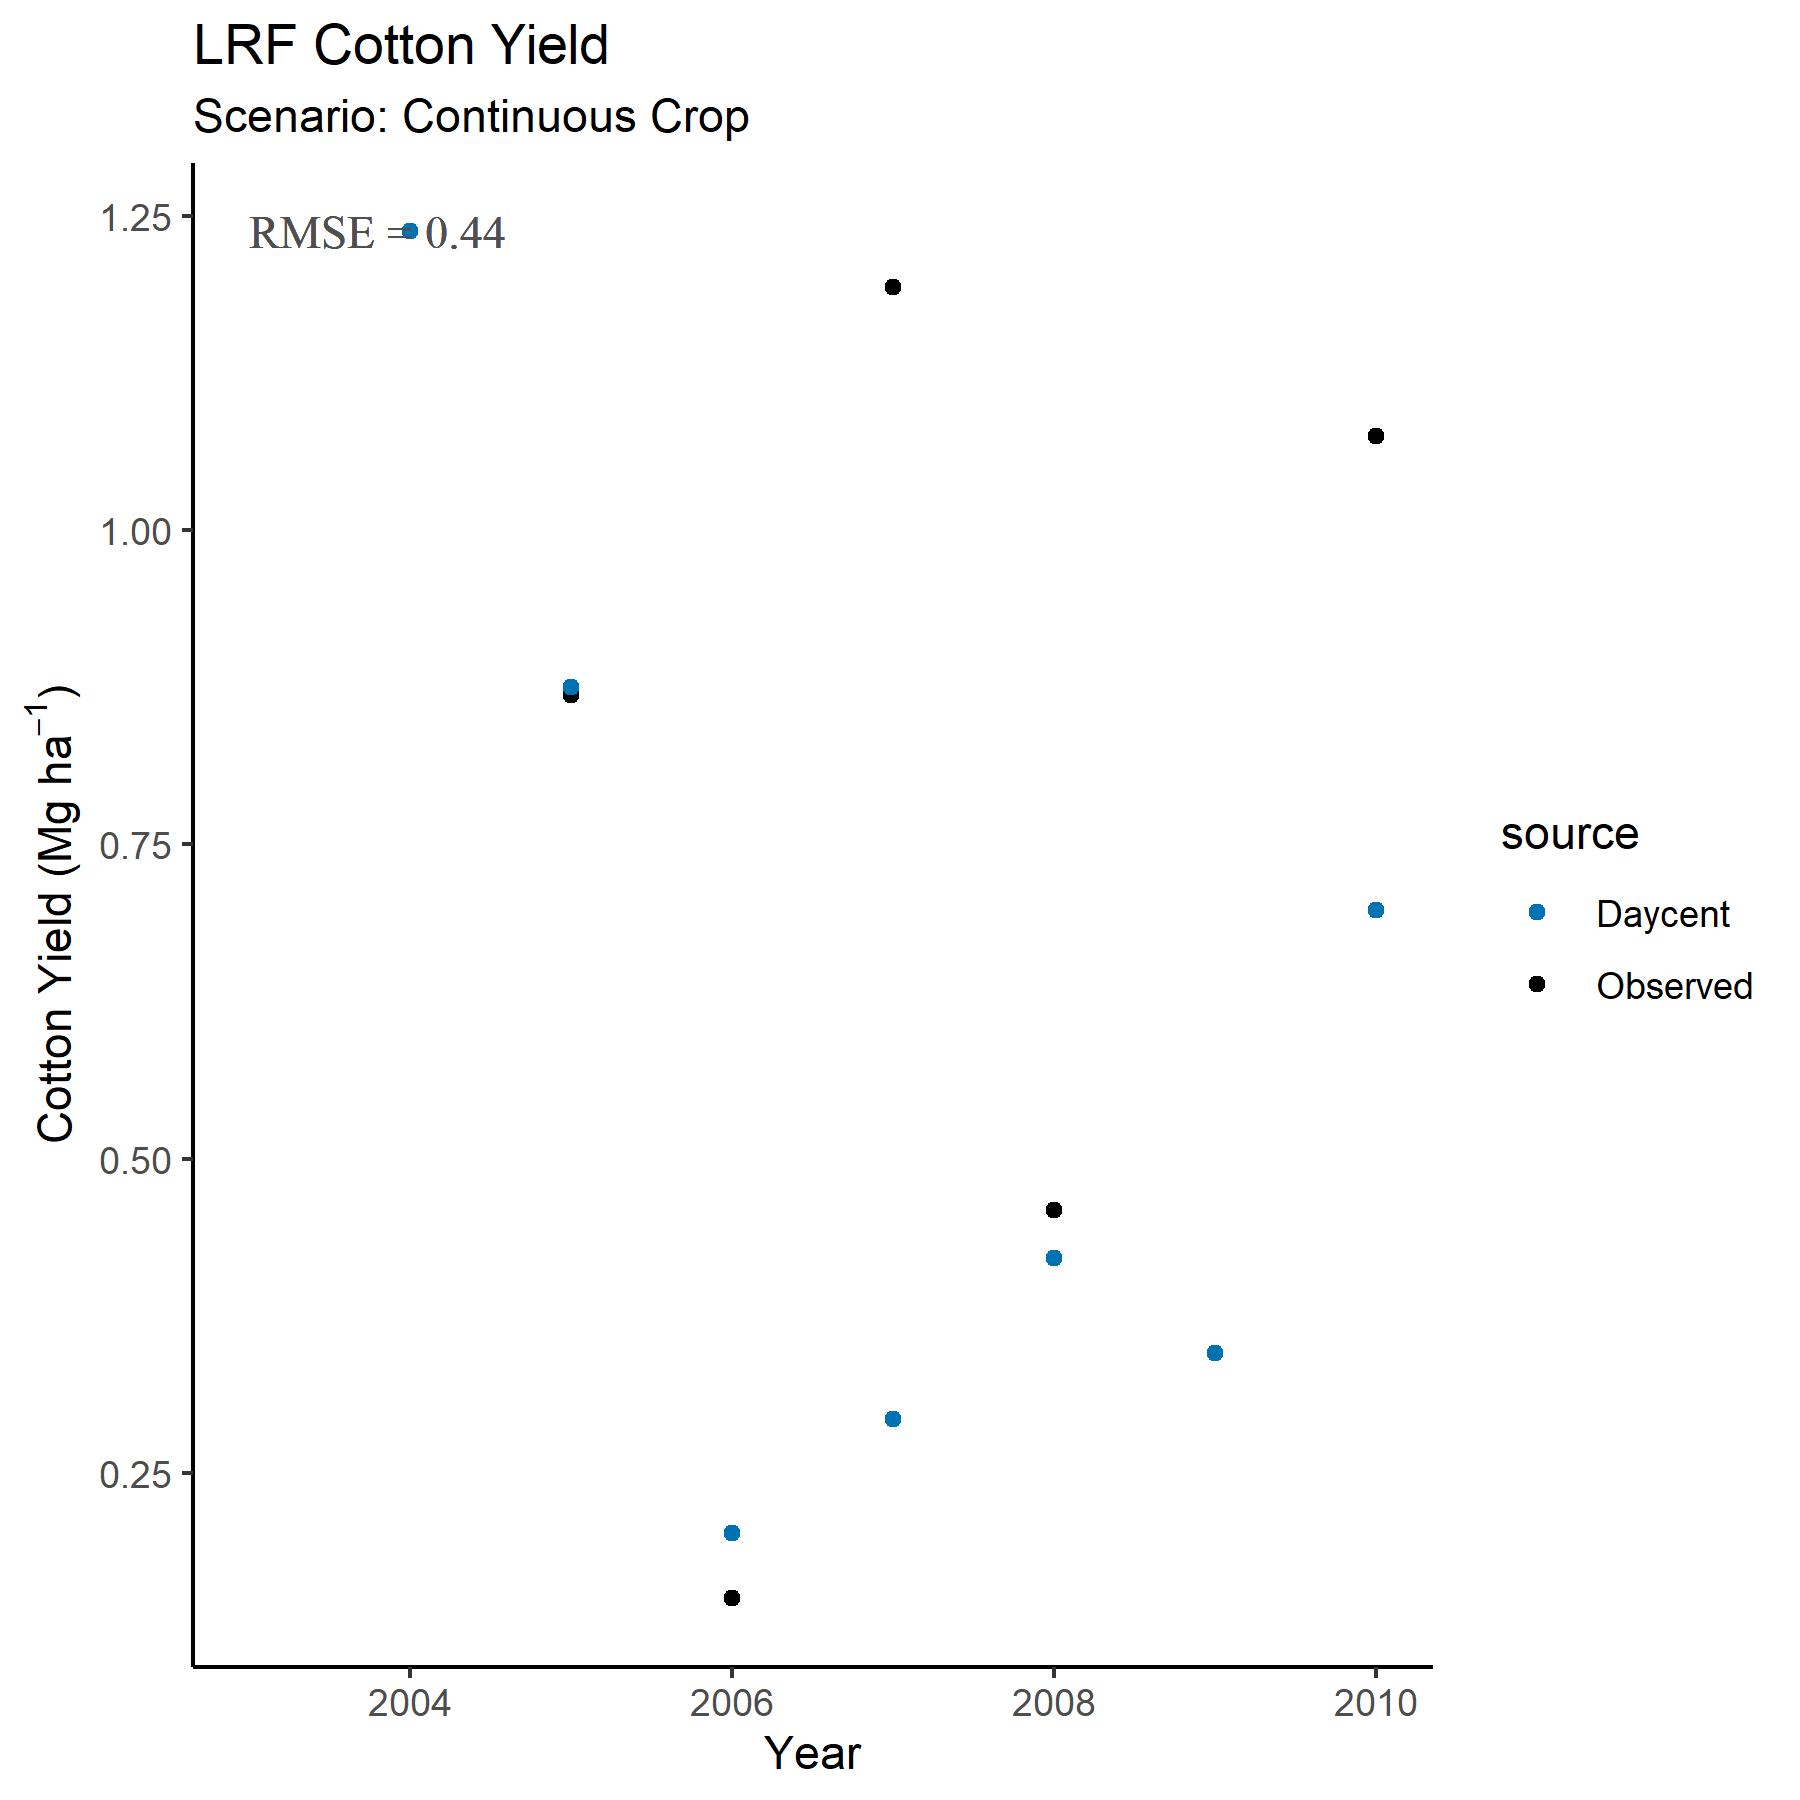 LRF Cotton Yield
Scenario: Continuous Crop
RMSE = 0.44
1.25
1.00
0.75
0.50
0.25
Cotton Yield (Mg ha⁻¹)
2004 2006 2008 2010
Year
source
Daycent
Observed